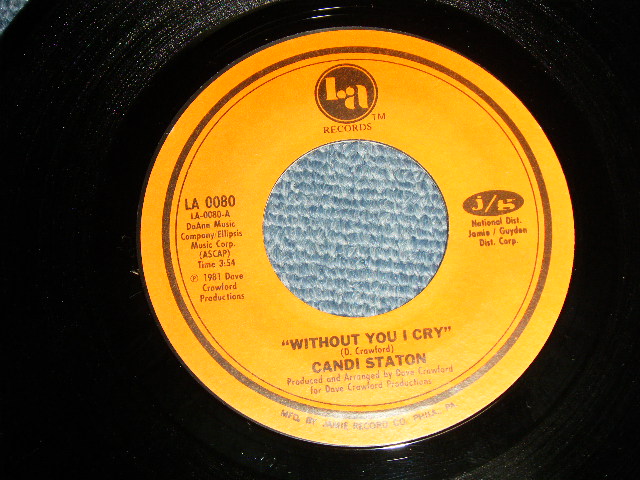 La
TM
RECORDS
LA 0080
LA-0080-A
DaAnn Music
Company/Ellipsis
Music Corp.
(ASCAP)
Time 3:54
℗ 1981 Dave
Crawford
Productions
J/G
National Dist.
Jamie / Guyden
Dist. Corp.
"WITHOUT YOU I CRY"
(D. Crawford)
CANDI STATON
Produced and Arranged by Dave Crawford
for Dave Crawford Productions
MFG. BY JAMIE RECORD CO. PHILA., PA.